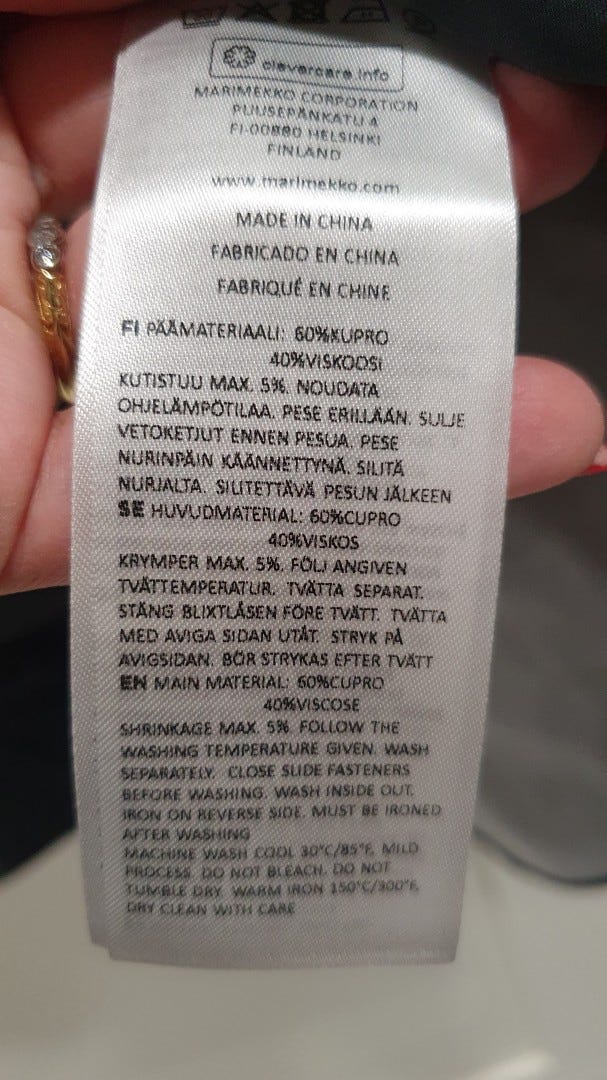 clevercare.info
MARIMEKKO CORPORATION
PUUSEPÄNKATU 4
FI-00880 HELSINKI
FINLAND
www.marimekko.com
MADE IN CHINA
FABRICADO EN CHINA
FABRIQUÉ EN CHINE
FI PÄÄMATERIAALI: 60%KUPRO
40%VISKOOSI
KUTISTUU MAX. 5%. NOUDATA
OHJELÄMPÖTILAA. PESE ERILLÄÄN. SULJE
VETOKETJUT ENNEN PESUA. PESE
NURINPÄIN KÄÄNNETTYNÄ. SILITÄ
NURJALTA. SILITETTÄVÄ PESUN JÄLKEEN
SE HUVUDMATERIAL: 60%CUPRO
40%VISKOS
KRYMPER MAX. 5%. FÖLJ ANGIVEN
TVÄTTEMPERATUR. TVÄTTA SEPARAT.
STÄNG BLIXTLÅSEN FÖRE TVÄTT. TVÄTTA
MED AVIGA SIDAN UTÅT. STRYK PÅ
AVIGSIDAN. BÖR STRYKAS EFTER TVÄTT
EN MAIN MATERIAL: 60%CUPRO
40%VISCOSE
SHRINKAGE MAX. 5%. FOLLOW THE
WASHING TEMPERATURE GIVEN. WASH
SEPARATELY. CLOSE SLIDE FASTENERS
BEFORE WASHING. WASH INSIDE OUT.
IRON ON REVERSE SIDE. MUST BE IRONED
AFTER WASHING
MACHINE WASH COOL 30°C/85°F, MILD
PROCESS. DO NOT BLEACH. DO NOT
TUMBLE DRY. WARM IRON 150°C/300°F,
DRY CLEAN WITH CARE